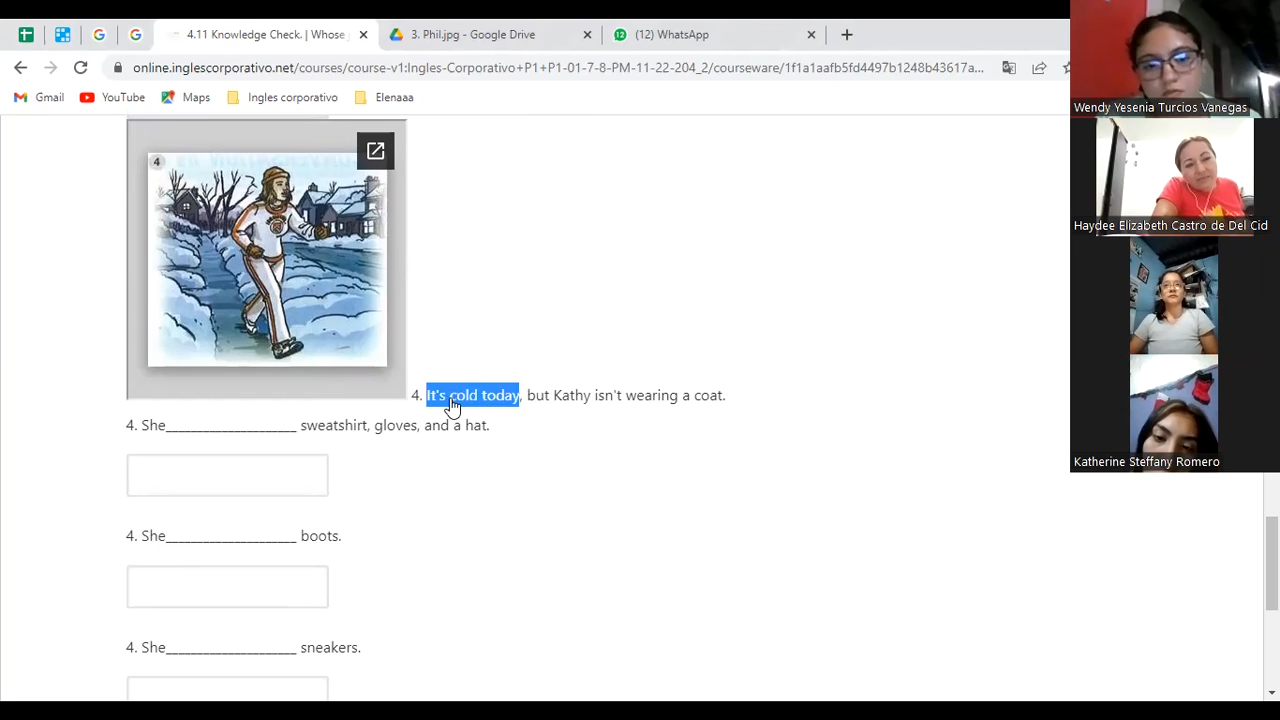 4.11 Knowledge Check. | Whose
3. Phil.jpg - Google Drive
(12) WhatsApp
online.inglescorporativo.net/courses/course-v1:Ingles-Corporativo+P1+P1-01-7-8-PM-11-22-204_2/courseware/1f1a1aafb5fd4497b1248b43617a...
Gmail
YouTube
Maps
Ingles corporativo
Elenaaa
Wendy Yesenia Turcios Vanegas
Haydee Elizabeth Castro de Del Cid
Katherine Steffany Romero
4
4. It's cold today, but Kathy isn't wearing a coat.
4. She____________________ sweatshirt, gloves, and a hat.
4. She____________________ boots.
4. She____________________ sneakers.